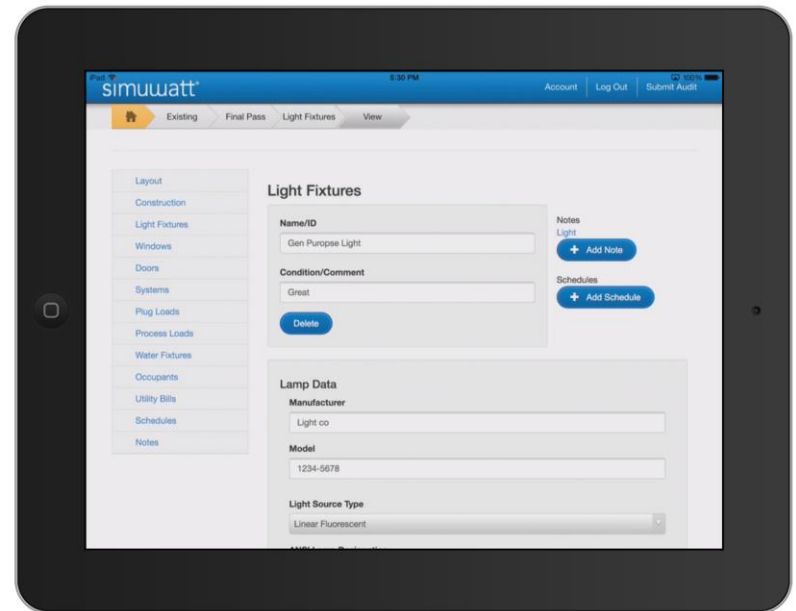 iPad 5:30 PM 100%
simuwatt®
Account Log Out Submit Audit
Existing Final Pass Light Fixtures View
Layout
Construction
Light Fixtures
Windows
Doors
Systems
Plug Loads
Process Loads
Water Fixtures
Occupants
Utility Bills
Schedules
Notes
Light Fixtures
Name/ID
Gen Puropse Light
Condition/Comment
Great
Delete
Notes
Light
+ Add Note
Schedules
+ Add Schedule
Lamp Data
Manufacturer
Light co
Model
1234-5678
Light Source Type
Linear Fluorescent